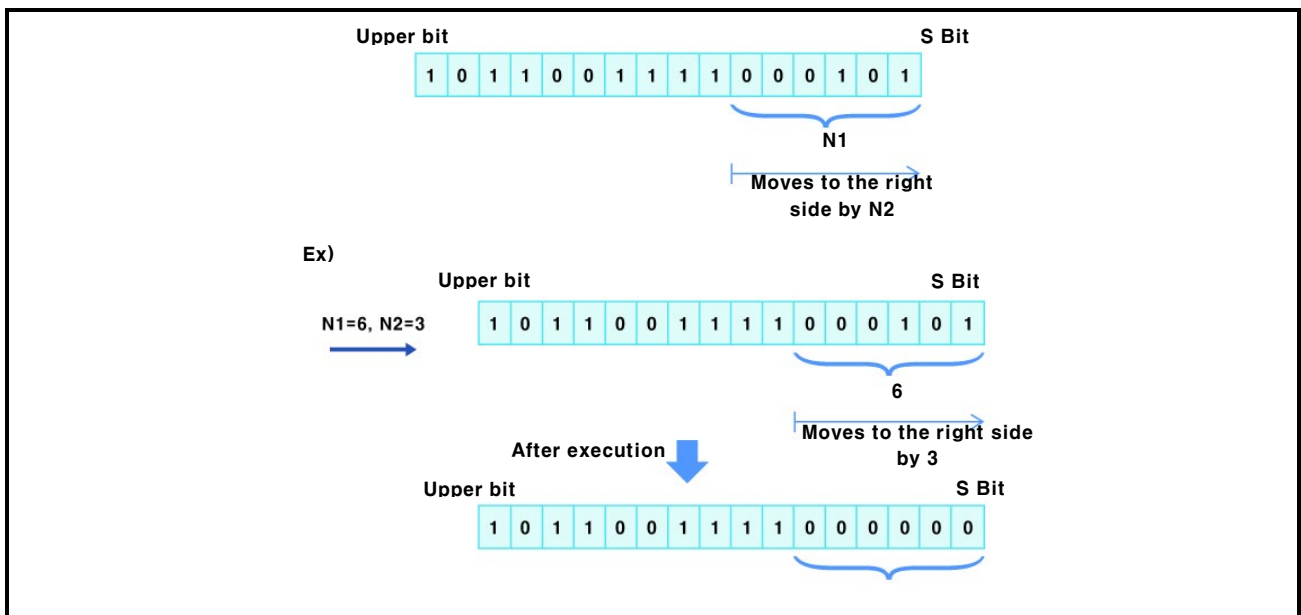 Upper bit S Bit
1 0 1 1 0 0 1 1 1 1 0 0 0 1 0 1
N1
Moves to the right
side by N2
Ex)
Upper bit S Bit
N1=6, N2=3 1 0 1 1 0 0 1 1 1 1 0 0 0 1 0 1
6
Moves to the right side
by 3
After execution
Upper bit S Bit
1 0 1 1 0 0 1 1 1 1 0 0 0 0 0 0